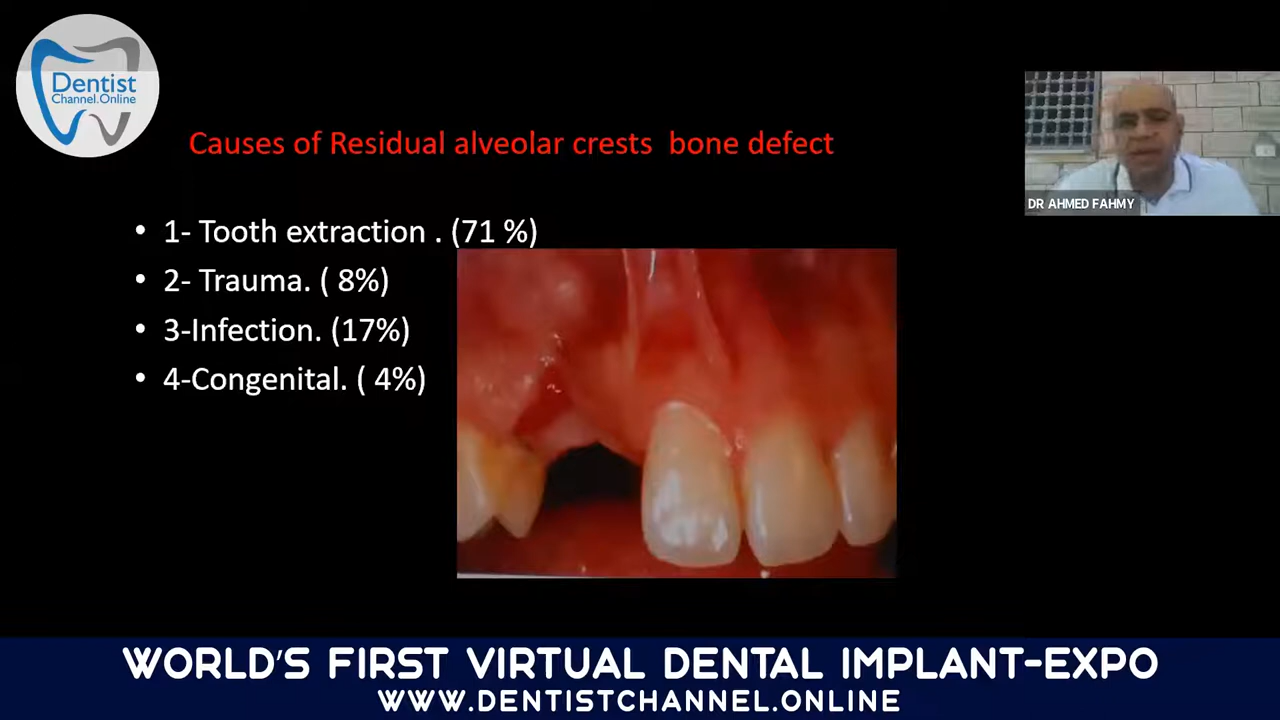 Dentist
Channel.Online
Causes of Residual alveolar crests bone defect
DR AHMED FAHMY
• 1- Tooth extraction . (71 %)
• 2- Trauma. ( 8%)
• 3-Infection. (17%)
• 4-Congenital. ( 4%)
WORLD'S FIRST VIRTUAL DENTAL IMPLANT-EXPO
WWW.DENTISTCHANNEL.ONLINE